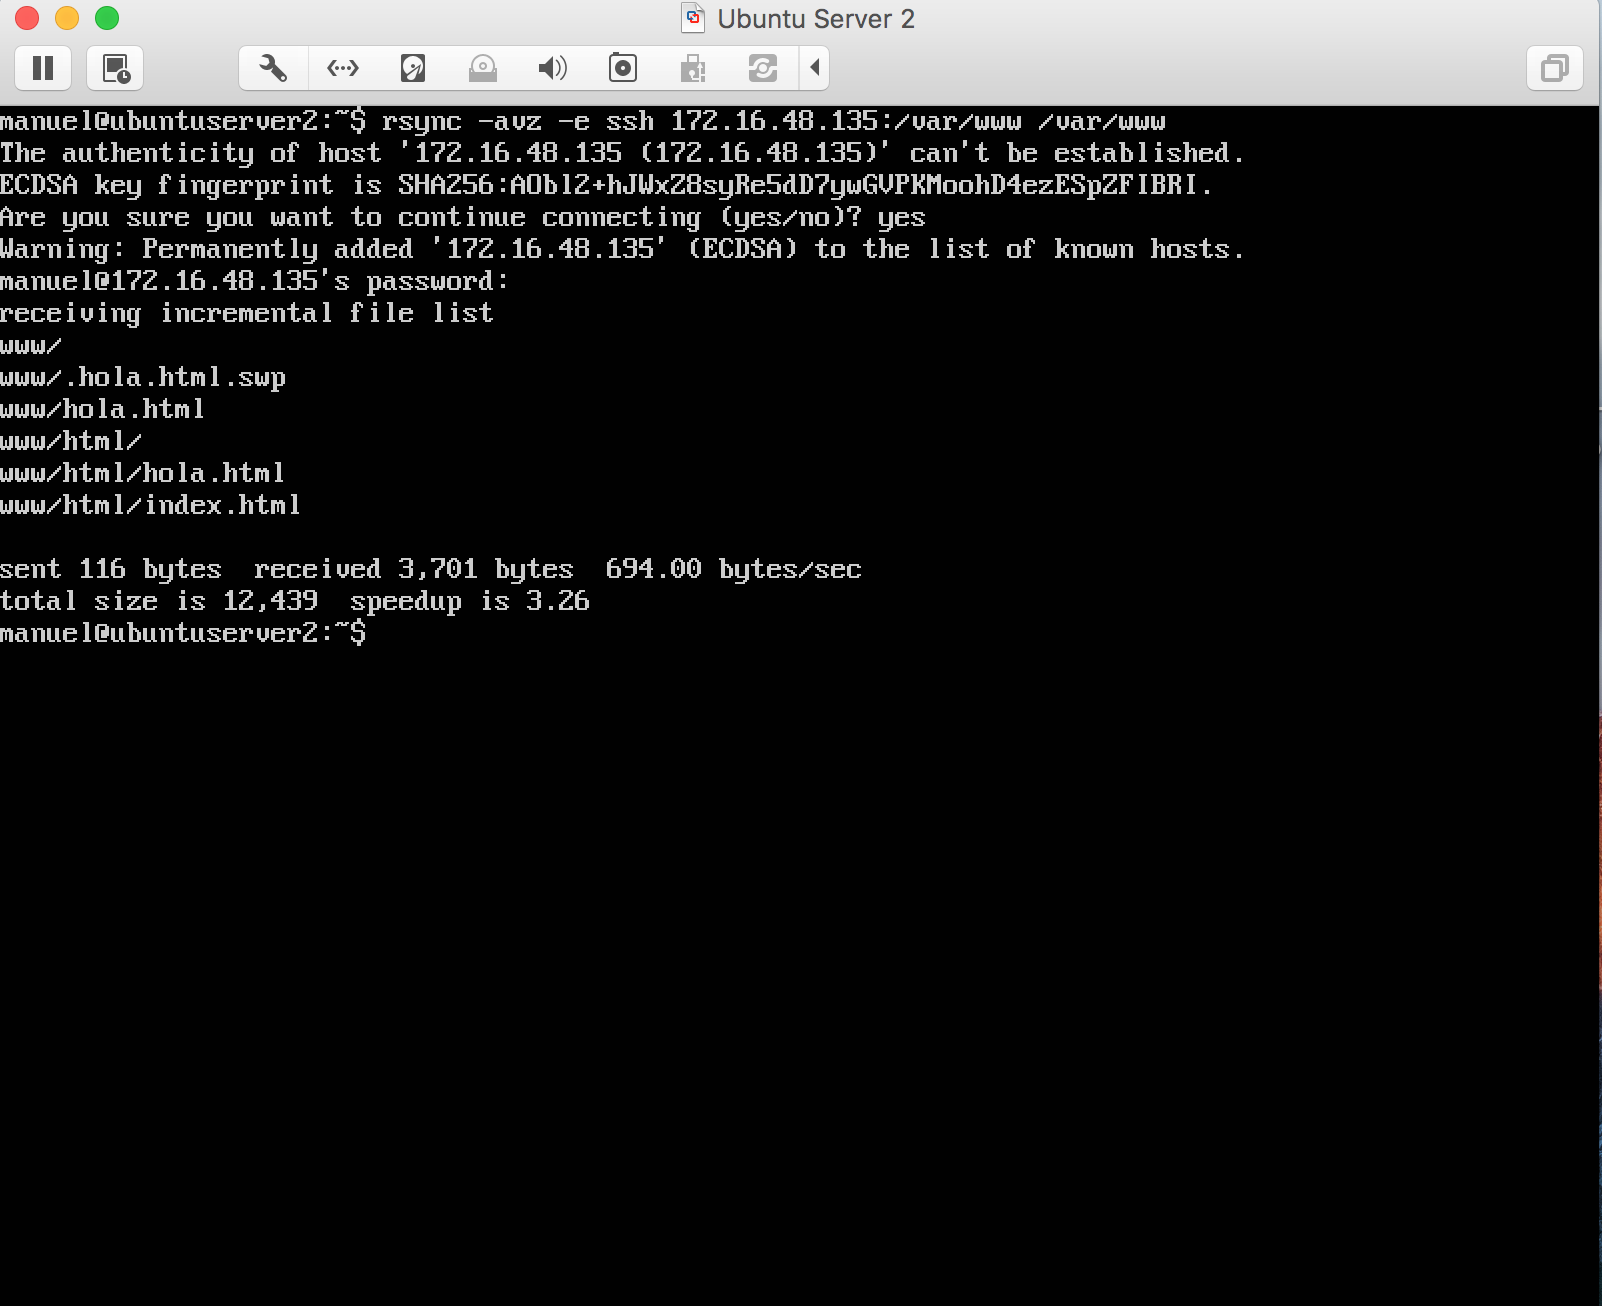 Ubuntu Server 2
manuel@ubuntuserver2:~$ rsync -avz -e ssh 172.16.48.135:/var/www /var/www
The authenticity of host '172.16.48.135 (172.16.48.135)' can't be established.
ECDSA key fingerprint is SHA256:AObl2+hJWxZ8syRe5dD7ywGVPKMoohD4ezESpZFIBRI.
Are you sure you want to continue connecting (yes/no)? yes
Warning: Permanently added '172.16.48.135' (ECDSA) to the list of known hosts.
manuel@172.16.48.135's password:
receiving incremental file list
www/
www/.hola.html.swp
www/hola.html
www/html/
www/html/hola.html
www/html/index.html
sent 116 bytes  received 3,701 bytes  694.00 bytes/sec
total size is 12,439  speedup is 3.26
manuel@ubuntuserver2:~$